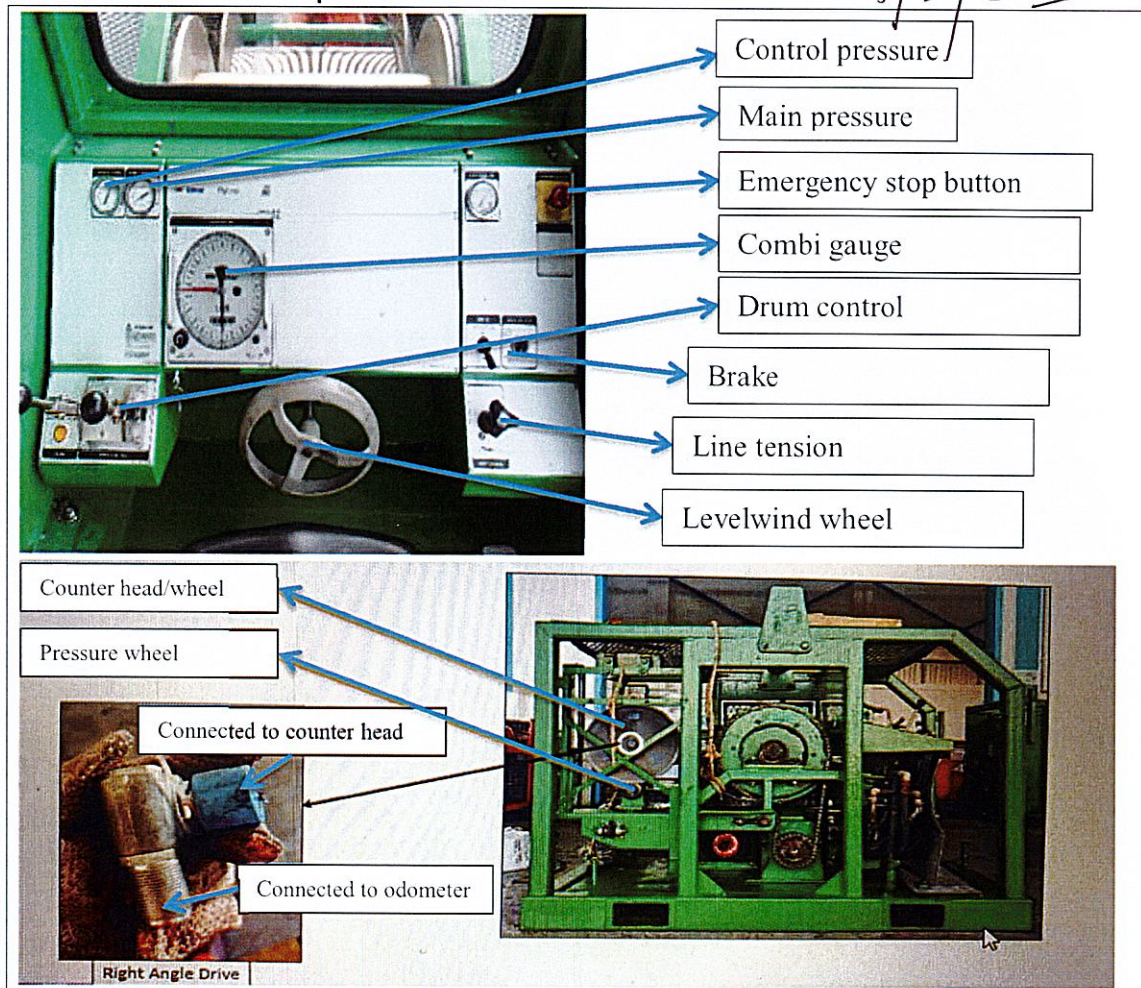 Control pressure
Main pressure
Emergency stop button
Combi gauge
Drum control
Brake
Line tension
Levelwind wheel
Counter head/wheel
Pressure wheel
Connected to counter head
Connected to odometer
Right Angle Drive